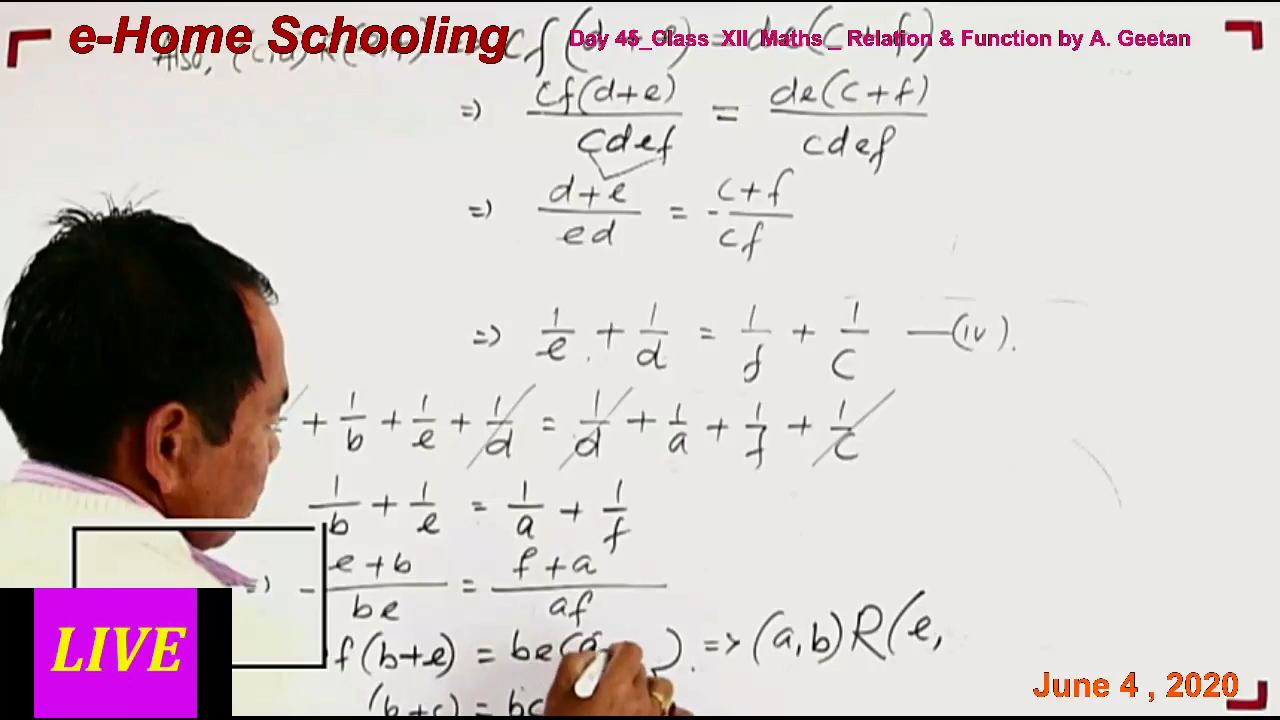 e-Home Schooling
Day 45_Class XII Maths _ Relation & Function by A. Geetan
Also, (c,d) R
=> cf(d+e)/cdef = de(c+f)/cdef
=> d+e/ed = c+f/cf
=> 1/e + 1/d = 1/f + 1/c —(iv).
+ 1/b + 1/e + 1/d = 1/d + 1/a + 1/f + 1/c
1/b + 1/e = 1/a + 1/f
=> e+b/be = f+a/af
f(b+e) = be(a ). => (a,b)R(e,
(b+c) = bc
LIVE
June 4 , 2020